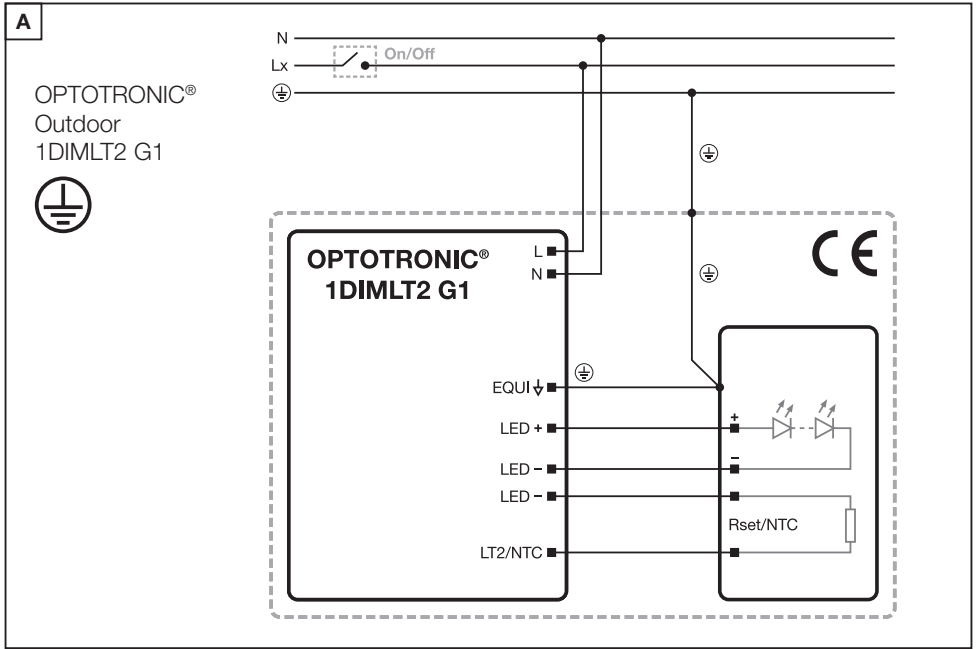 A
OPTOTRONIC®
Outdoor
1DIMLT2 G1
N
Lx
On/Off
OPTOTRONIC®
1DIMLT2 G1
L
N
EQUI
LED +
LED −
LED −
LT2/NTC
CE
+
−
Rset/NTC